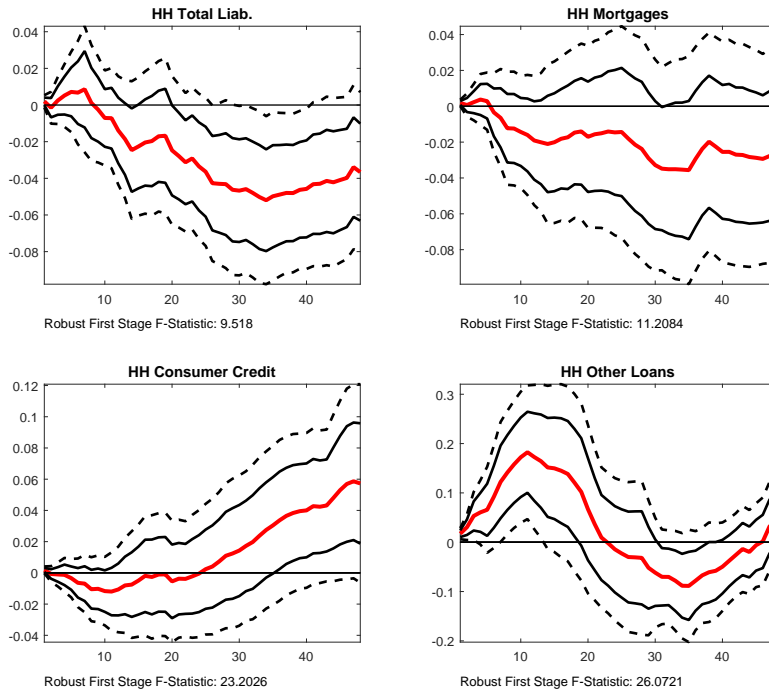 HH Total Liab.
0.04
0.02
0
-0.02
-0.04
-0.06
-0.08
10 20 30 40
Robust First Stage F-Statistic: 9.518
HH Mortgages
0.04
0.02
0
-0.02
-0.04
-0.06
-0.08
10 20 30 40
Robust First Stage F-Statistic: 11.2084
HH Consumer Credit
0.12
0.1
0.08
0.06
0.04
0.02
0
-0.02
-0.04
10 20 30 40
Robust First Stage F-Statistic: 23.2026
HH Other Loans
0.3
0.2
0.1
0
-0.1
-0.2
10 20 30 40
Robust First Stage F-Statistic: 26.0721